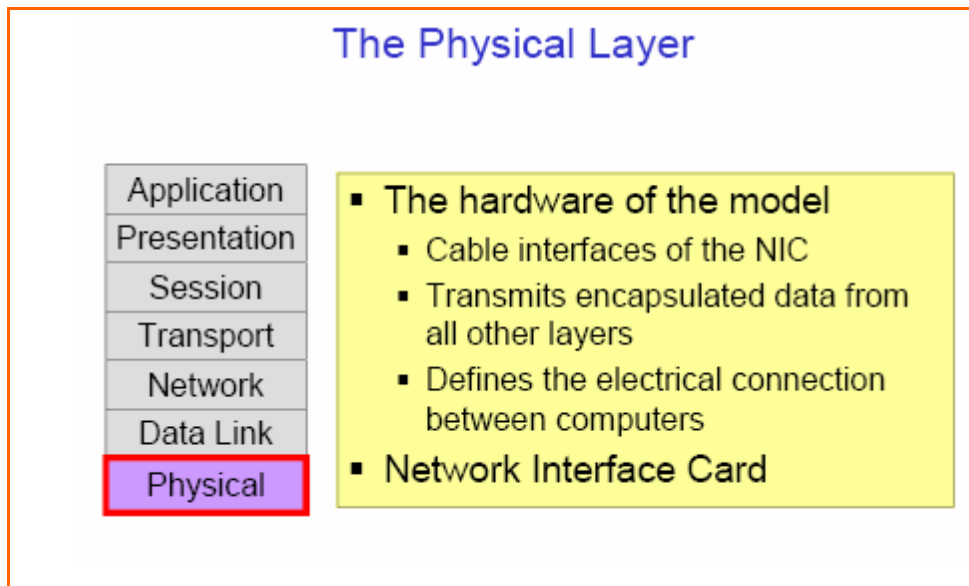 The Physical Layer
Application
Presentation
Session
Transport
Network
Data Link
Physical
▪ The hardware of the model
▪ Cable interfaces of the NIC
▪ Transmits encapsulated data from
all other layers
▪ Defines the electrical connection
between computers
▪ Network Interface Card